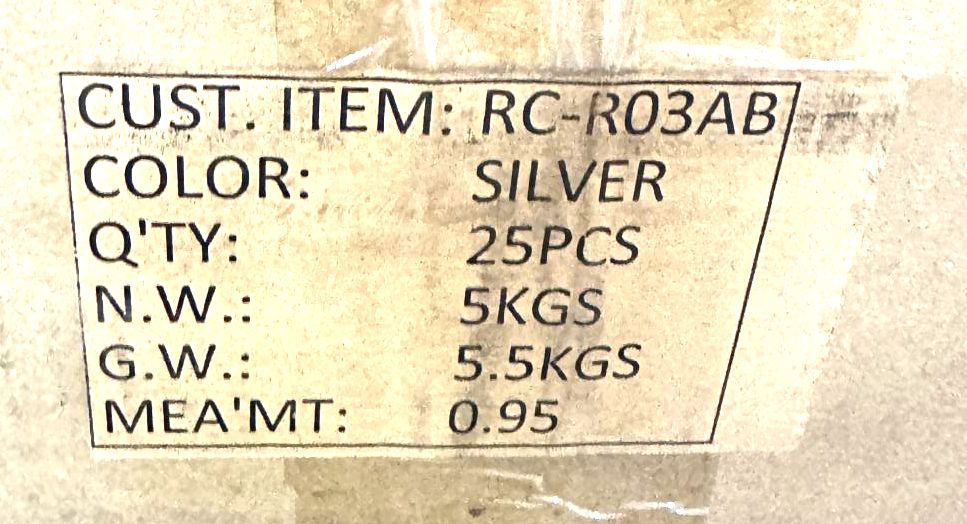 CUST. ITEM: RC-R03AB
COLOR: SILVER
Q'TY: 25PCS
N.W.: 5KGS
G.W.: 5.5KGS
MEA'MT: 0.95